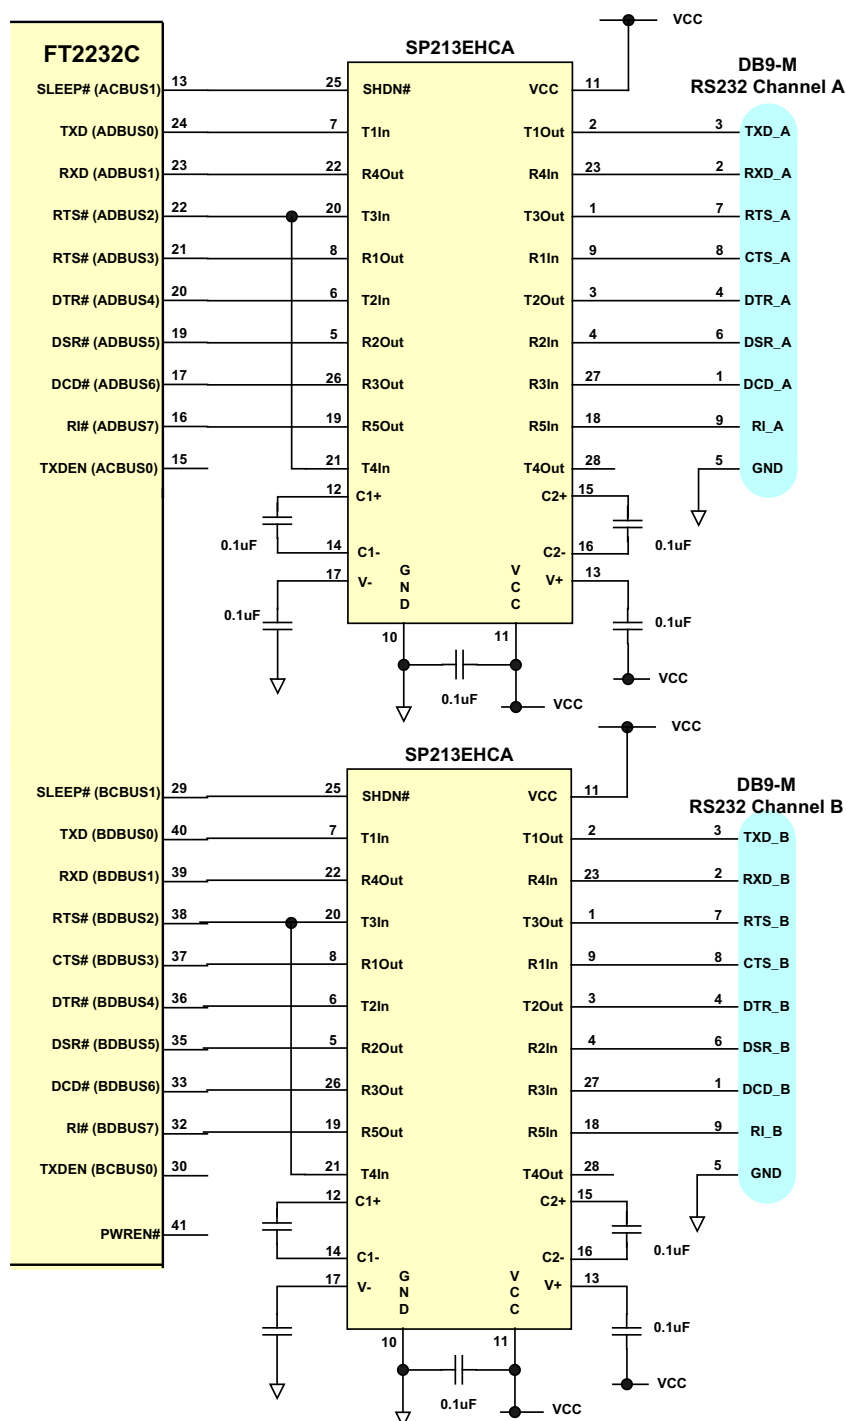 VCC
FT2232C
SP213EHCA
DB9-M
RS232 Channel A
SLEEP# (ACBUS1) 13 25 SHDN# VCC 11
TXD (ADBUS0) 24 7 T1In T1Out 2 3 TXD_A
RXD (ADBUS1) 23 22 R4Out R4In 23 2 RXD_A
RTS# (ADBUS2) 22 20 T3In T3Out 1 7 RTS_A
RTS# (ADBUS3) 21 8 R1Out R1In 9 8 CTS_A
DTR# (ADBUS4) 20 6 T2In T2Out 3 4 DTR_A
DSR# (ADBUS5) 19 5 R2Out R2In 4 6 DSR_A
DCD# (ADBUS6) 17 26 R3Out R3In 27 1 DCD_A
RI# (ADBUS7) 16 19 R5Out R5In 18 9 RI_A
TXDEN (ACBUS0) 15 21 T4In T4Out 28 5 GND
12 C1+ C2+ 15
0.1uF 14 C1- C2- 16 0.1uF
17 V- GND VCC V+ 13
0.1uF 0.1uF
10 11
0.1uF VCC VCC
VCC
SP213EHCA
DB9-M
RS232 Channel B
SLEEP# (BCBUS1) 29 25 SHDN# VCC 11
TXD (BDBUS0) 40 7 T1In T1Out 2 3 TXD_B
RXD (BDBUS1) 39 22 R4Out R4In 23 2 RXD_B
RTS# (BDBUS2) 38 20 T3In T3Out 1 7 RTS_B
CTS# (BDBUS3) 37 8 R1Out R1In 9 8 CTS_B
DTR# (BDBUS4) 36 6 T2In T2Out 3 4 DTR_B
DSR# (BDBUS5) 35 5 R2Out R2In 4 6 DSR_B
DCD# (BDBUS6) 33 26 R3Out R3In 27 1 DCD_B
RI# (BDBUS7) 32 19 R5Out R5In 18 9 RI_B
TXDEN (BCBUS0) 30 21 T4In T4Out 28 5 GND
12 C1+ C2+ 15
PWREN# 41
14 C1- C2- 16 0.1uF
17 V- GND VCC V+ 13
0.1uF
10 11
0.1uF VCC VCC